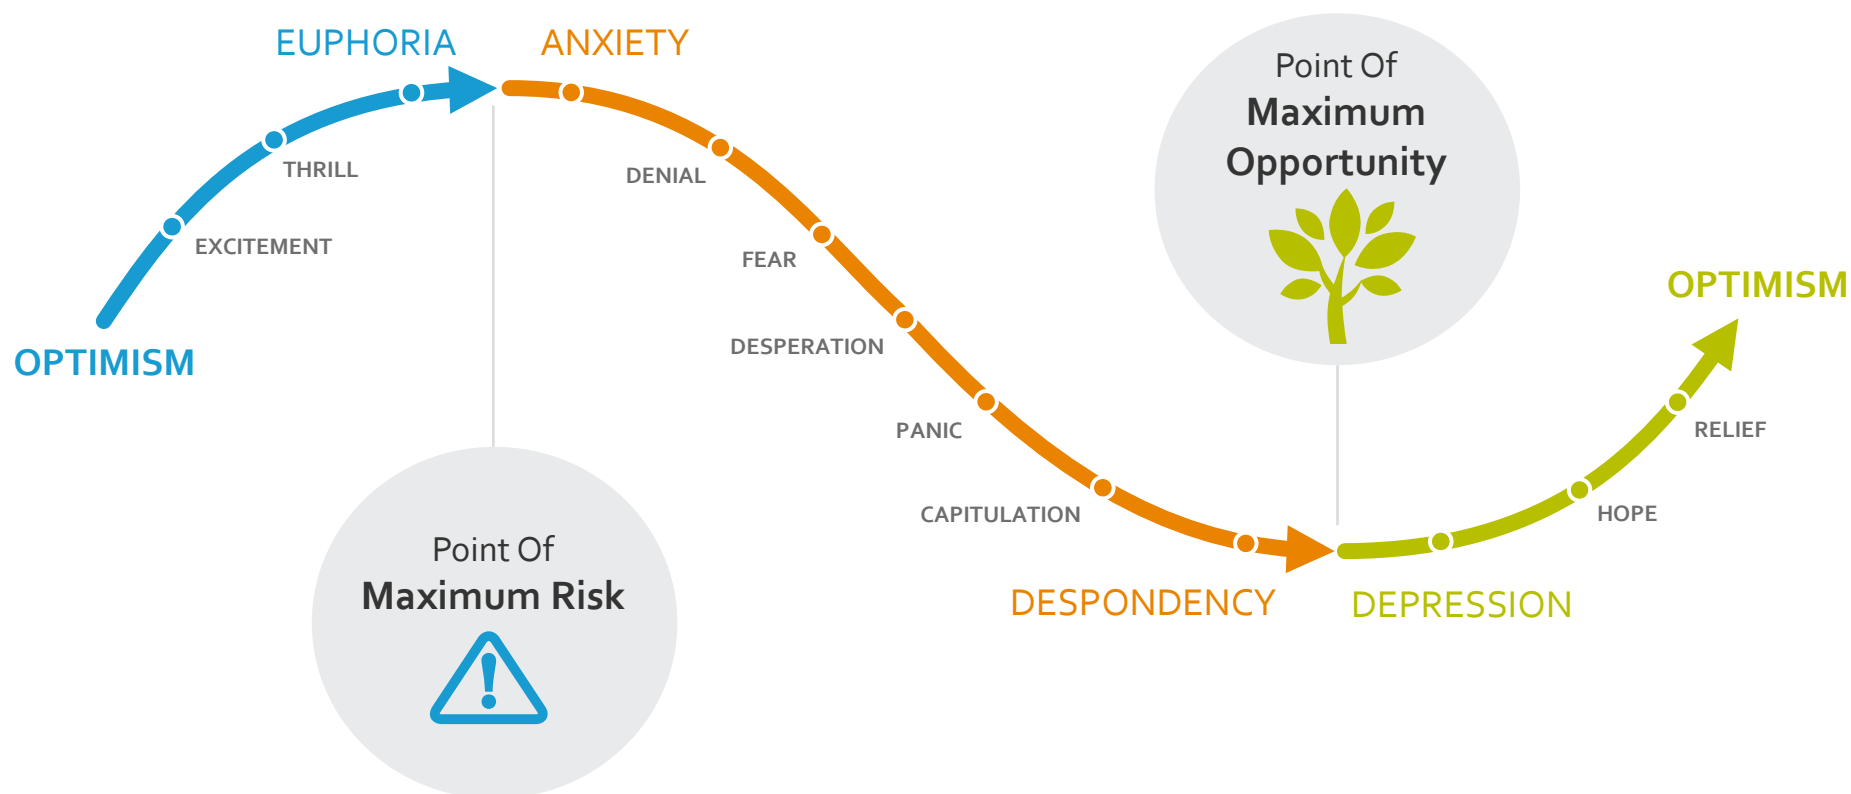 EUPHORIA
ANXIETY
Point Of
Maximum
Opportunity
THRILL
DENIAL
EXCITEMENT
FEAR
OPTIMISM
DESPERATION
OPTIMISM
PANIC
RELIEF
CAPITULATION
HOPE
Point Of
Maximum Risk
DESPONDENCY
DEPRESSION